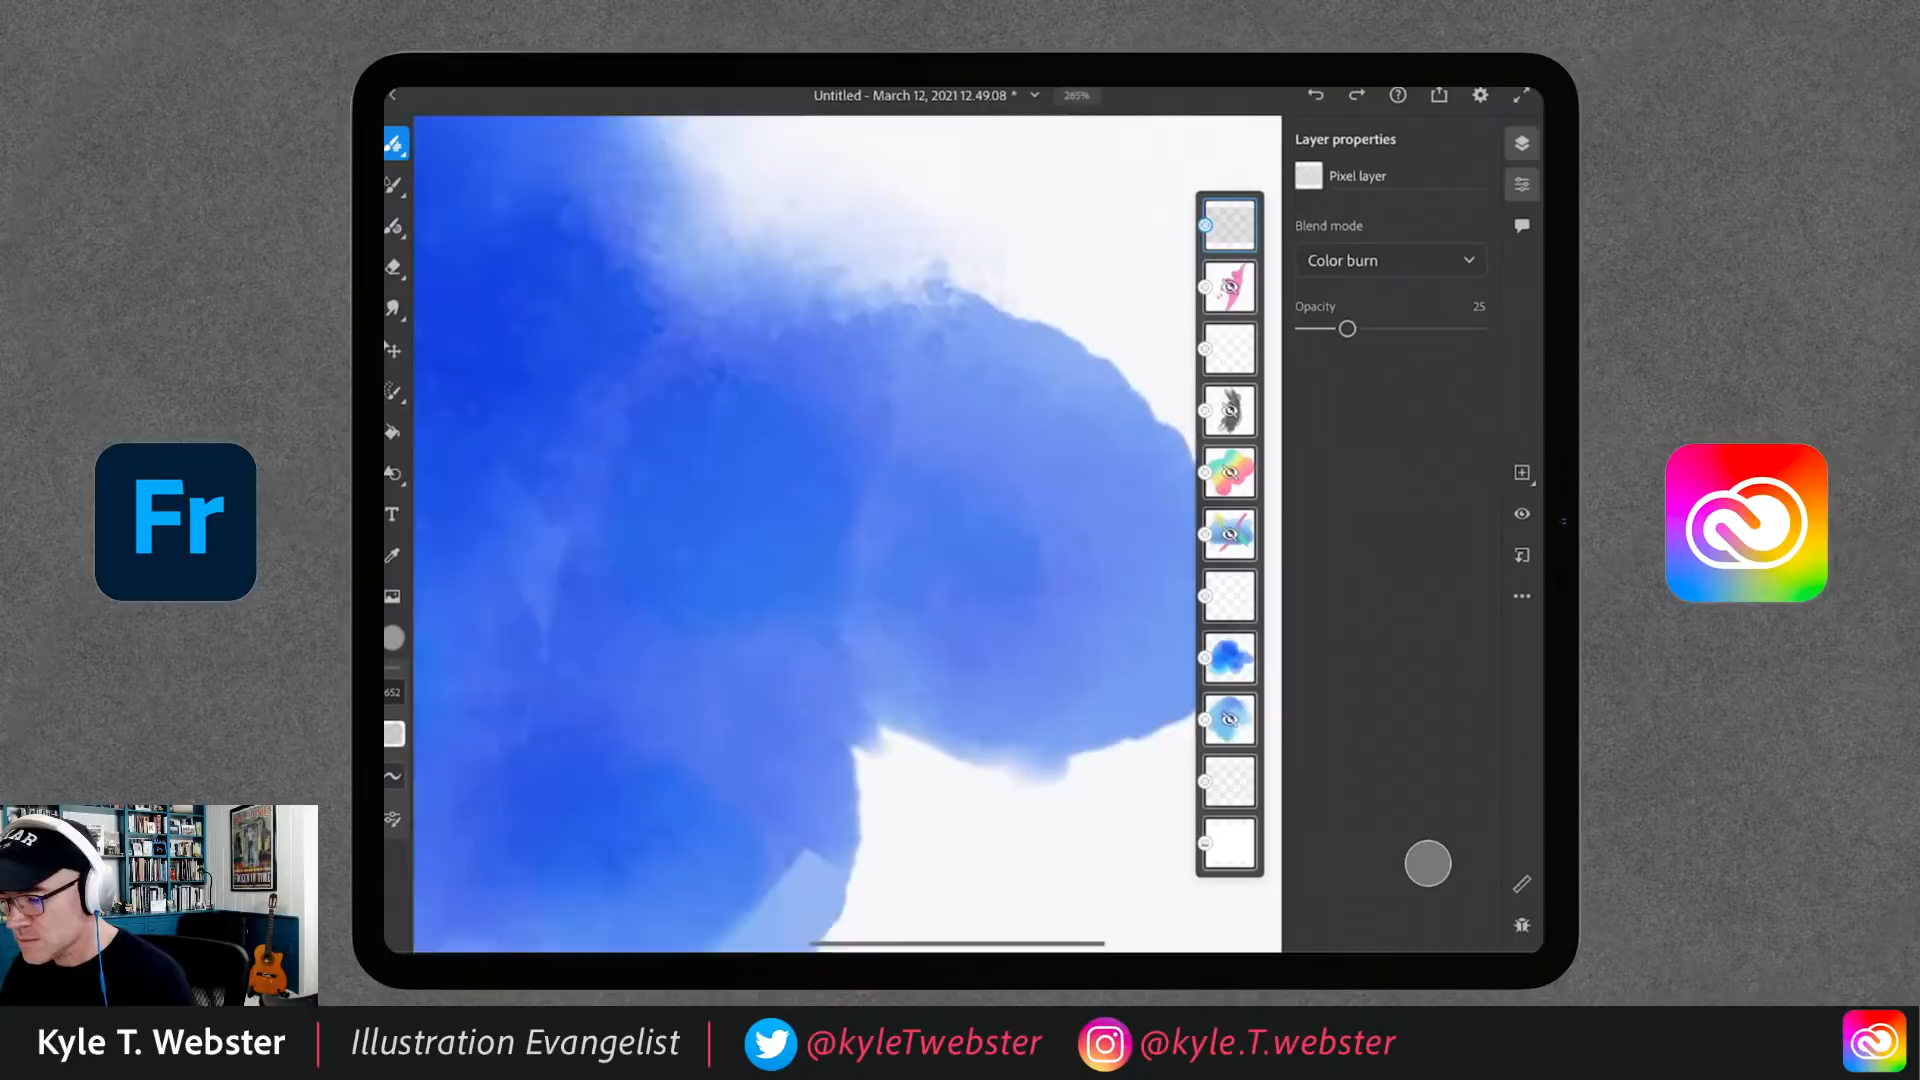 Untitled - March 12, 2021 12.49.08 *
265%
Layer properties
Pixel layer
Blend mode
Color burn
Opacity 25
Fr
T
652
LAR
Kyle T. Webster
Illustration Evangelist
@kyleTwebster
@kyle.T.webster